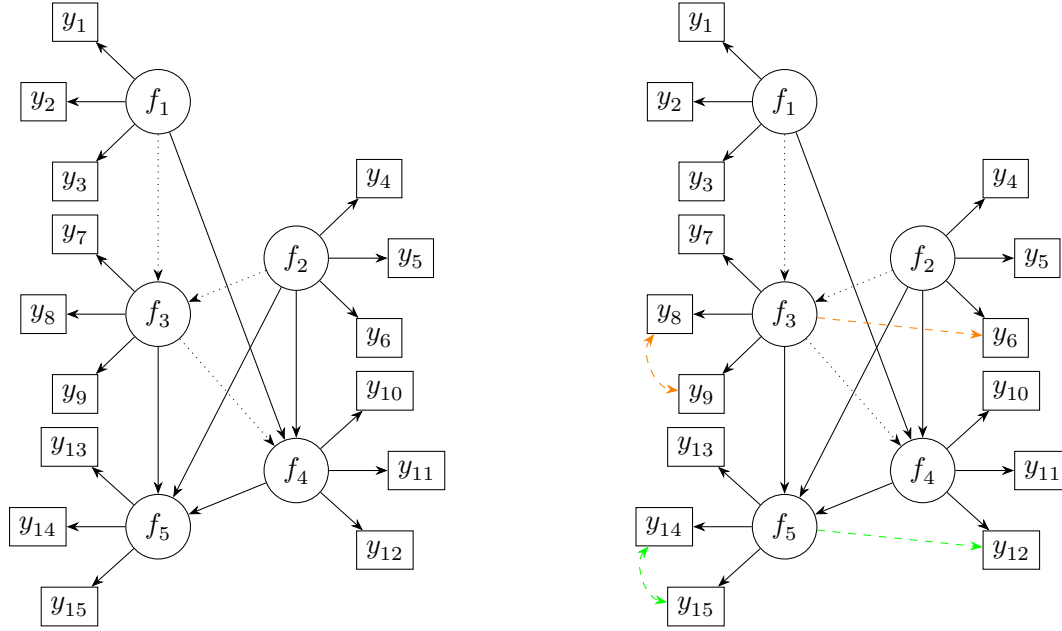 y₁
y₂
f₁
y₃
y₄
y₇
f₂
y₅
y₈
f₃
y₆
y₉
y₁₀
y₁₃
f₄
y₁₁
y₁₄
f₅
y₁₂
y₁₅
y₁
y₂
f₁
y₃
y₄
y₇
f₂
y₅
y₈
f₃
y₆
y₉
y₁₀
y₁₃
f₄
y₁₁
y₁₄
f₅
y₁₂
y₁₅